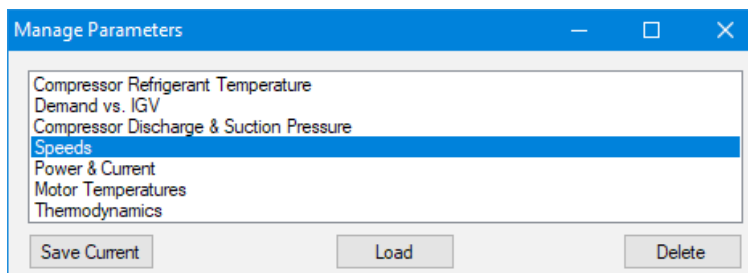 Manage Parameters
Compressor Refrigerant Temperature
Demand vs. IGV
Compressor Discharge & Suction Pressure
Speeds
Power & Current
Motor Temperatures
Thermodynamics
Save Current Load Delete